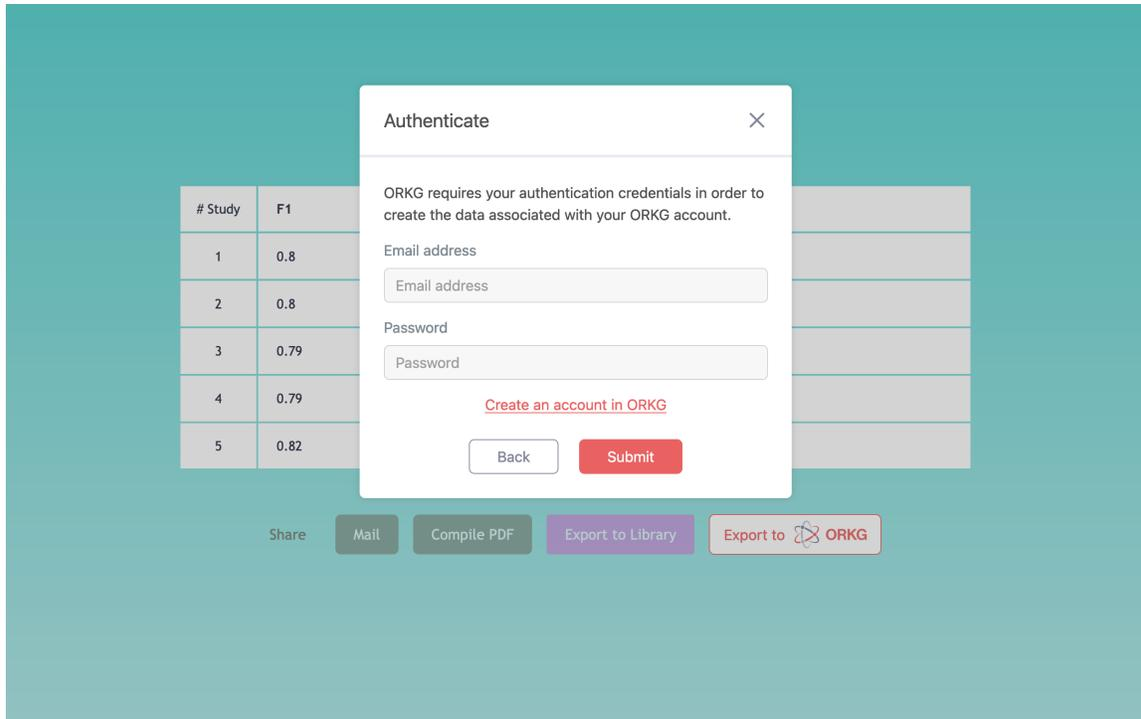 Authenticate
ORKG requires your authentication credentials in order to
create the data associated with your ORKG account.
Email address
Email address
Password
Password
Create an account in ORKG
Back Submit
# Study F1
1 0.8
2 0.8
3 0.79
4 0.79
5 0.82
Share Mail Compile PDF Export to Library Export to ORKG